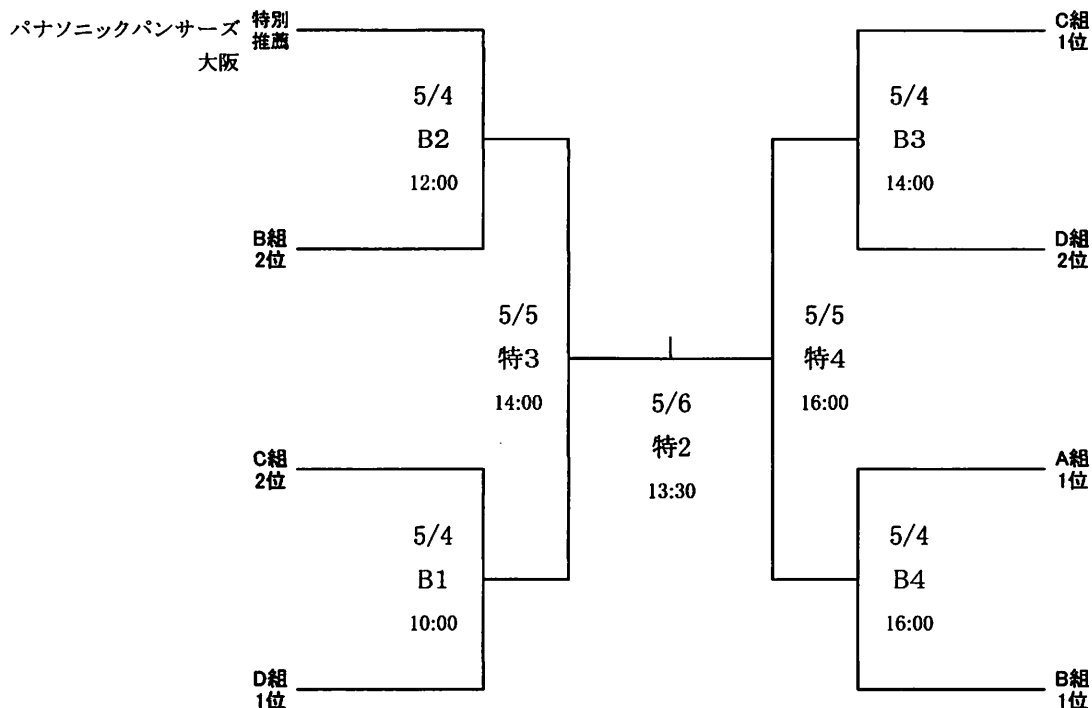 パナソニックパンサーズ
大阪
特別
推薦
5/4
B2
12:00
B組
2位
5/5
特3
14:00
C組
2位
5/4
B1
10:00
D組
1位
5/6
特2
13:30
C組
1位
5/4
B3
14:00
D組
2位
5/5
特4
16:00
A組
1位
5/4
B4
16:00
B組
1位